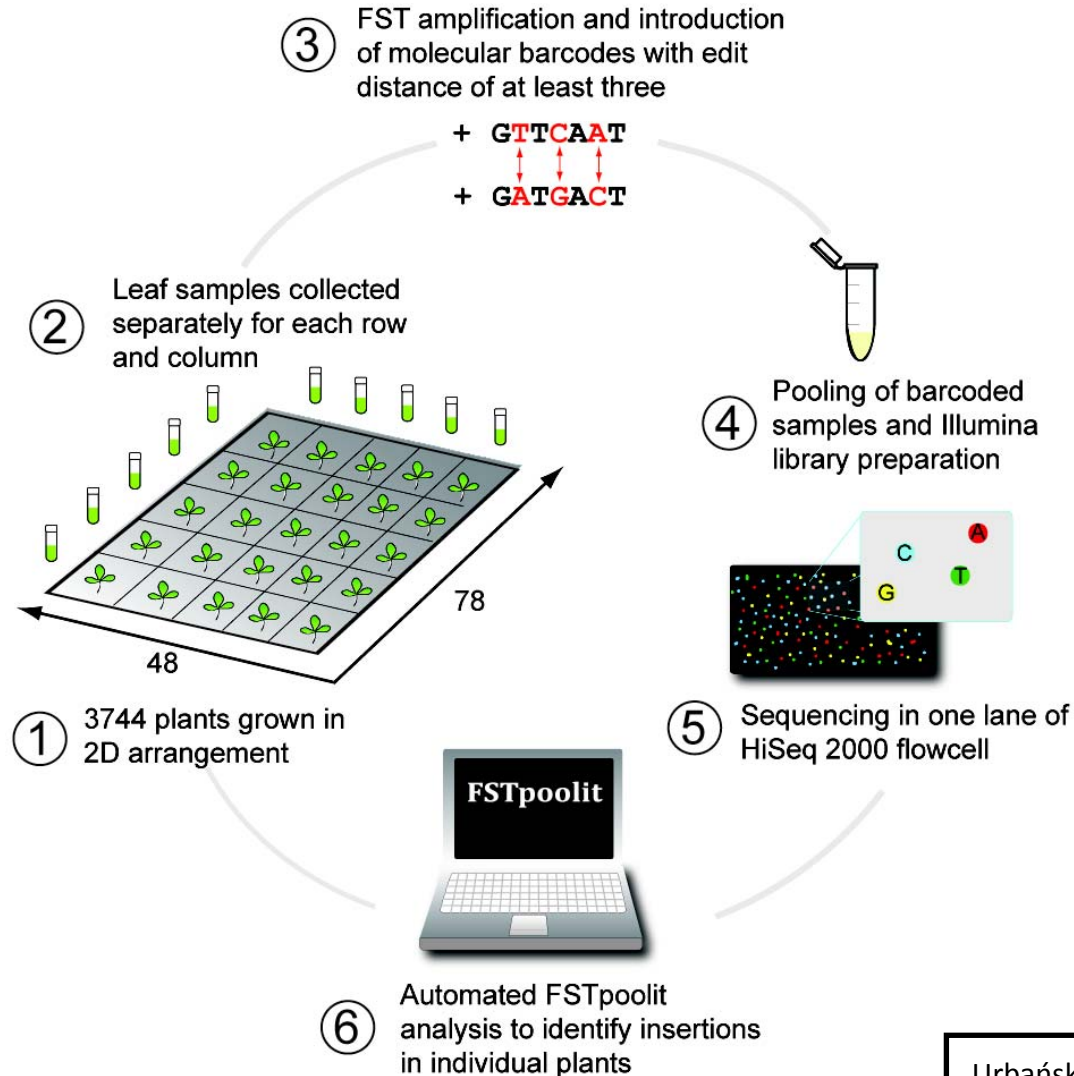 ③ FST amplification and introduction
of molecular barcodes with edit
distance of at least three
+ GTTCAAT
+ GATGACT
② Leaf samples collected
separately for each row
and column
④ Pooling of barcoded
samples and Illumina
library preparation
78
48
A
C
T
G
① 3744 plants grown in
2D arrangement
⑤ Sequencing in one lane of
HiSeq 2000 flowcell
FSTpoolit
⑥ Automated FSTpoolit
analysis to identify insertions
in individual plants